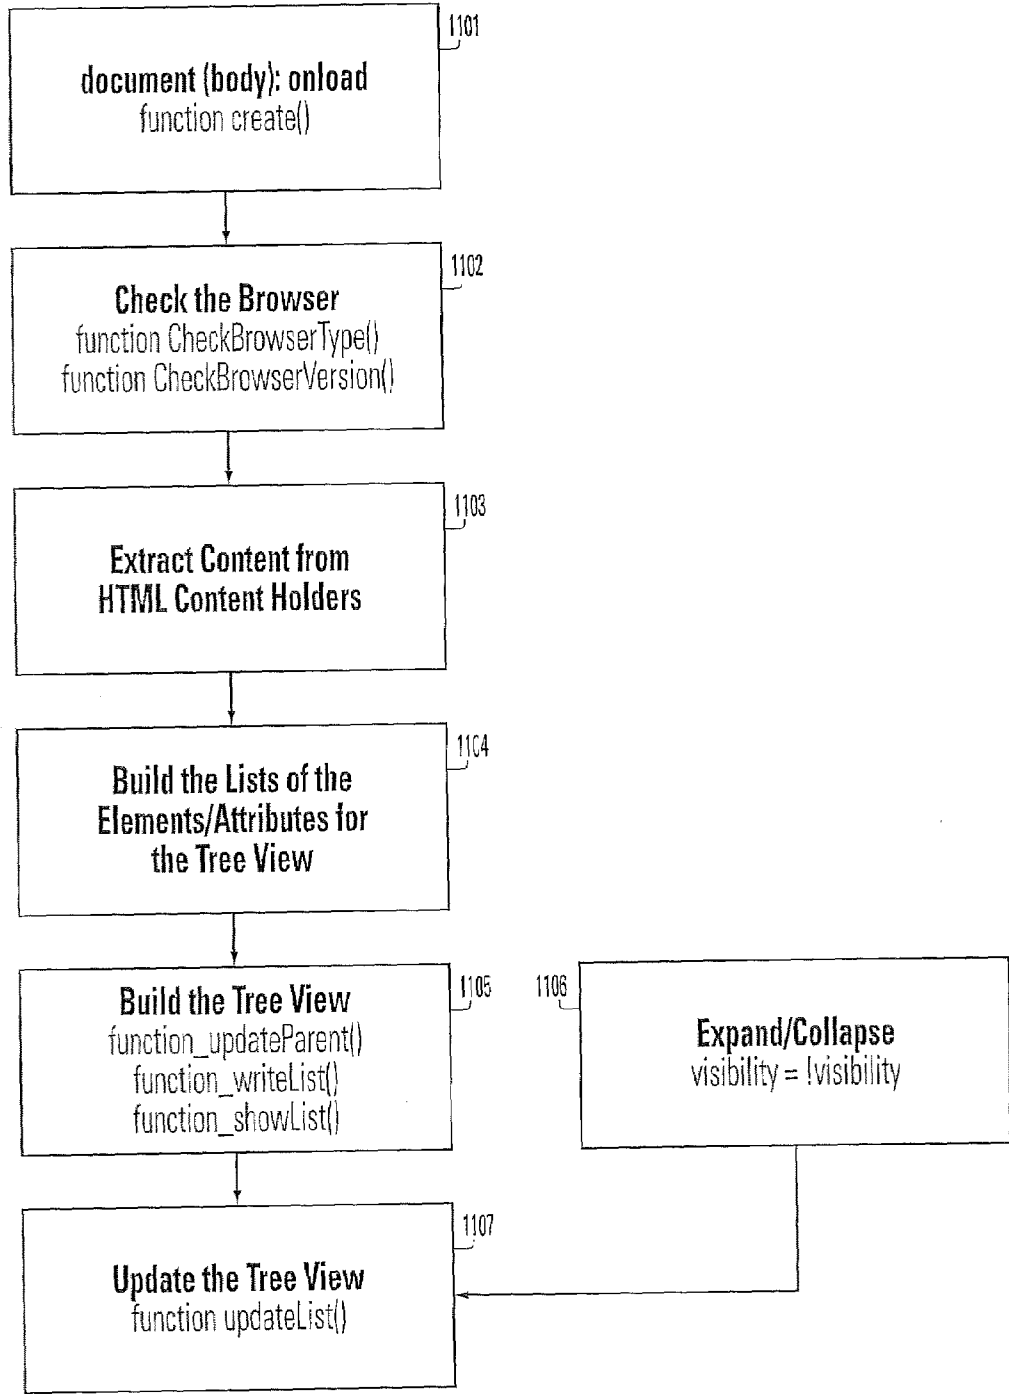 1101
document (body): onload
function create()
1102
Check the Browser
function CheckBrowserType()
function CheckBrowserVersion()
1103
Extract Content from
HTML Content Holders
1104
Build the Lists of the
Elements/Attributes for
the Tree View
1105
Build the Tree View
function_updateParent()
function_writeList()
function_showList()
1106
Expand/Collapse
visibility = !visibility
1107
Update the Tree View
function updateList()